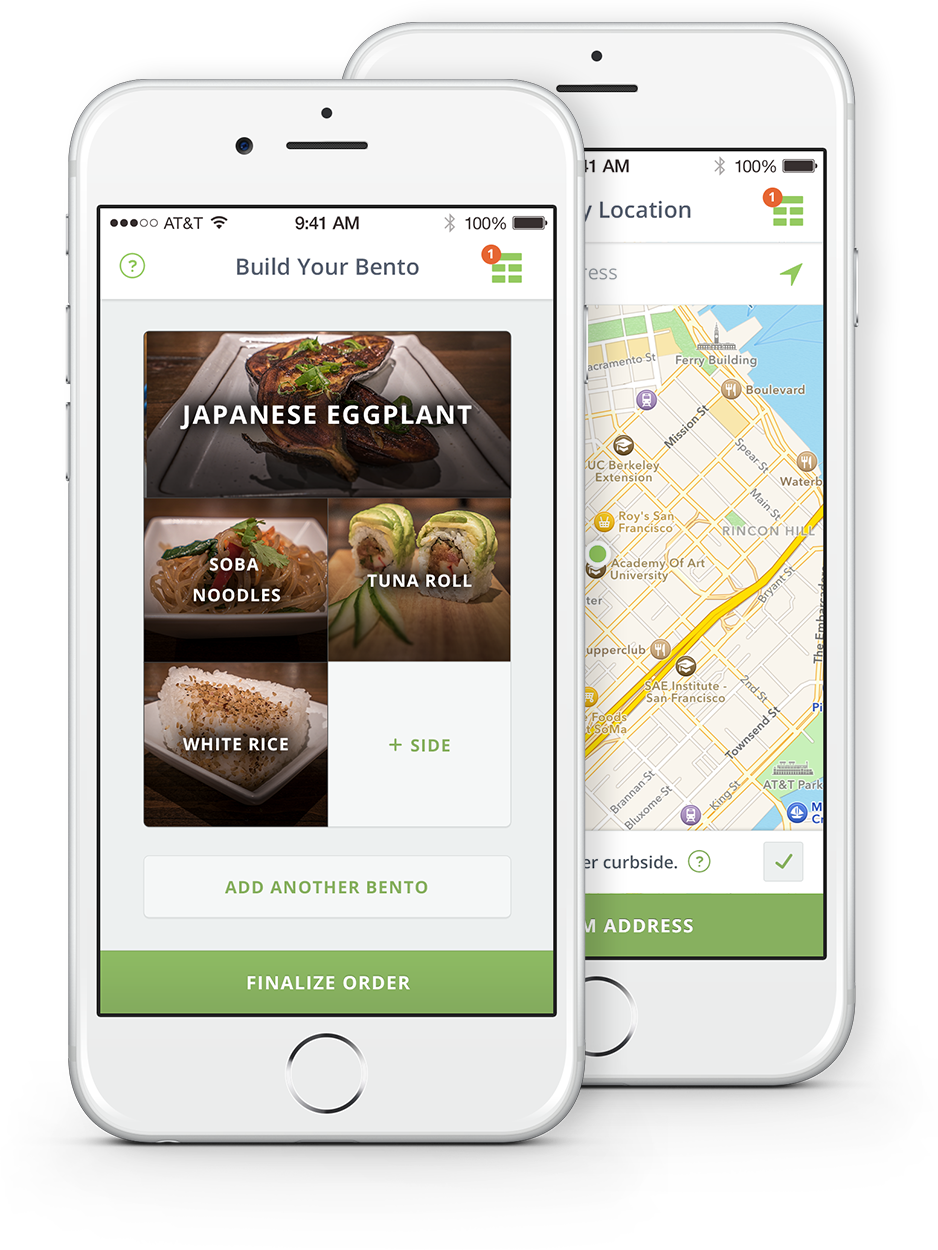 ●●●○○ AT&T 9:41 AM 100%
? Build Your Bento 1
JAPANESE EGGPLANT
SOBA
NOODLES
TUNA ROLL
WHITE RICE
+ SIDE
ADD ANOTHER BENTO
FINALIZE ORDER
41 AM 100%
y Location 1
ress
acramento St
Ferry Building
Boulevard
Mission St
Spear St
UC Berkeley
Extension
Waterb
Main St
Roy's San
Francisco
RINCON HILL
Academy Of Art
University
Bryant St
ter
The Embarcadero
upperclub
SAE Institute -
San Francisco
2nd St
Pi
e Foods
t SoMa
Townsend St
AT&T Park
Brannan St
Bluxome St
King St
M
Cr
er curbside. ?
M ADDRESS